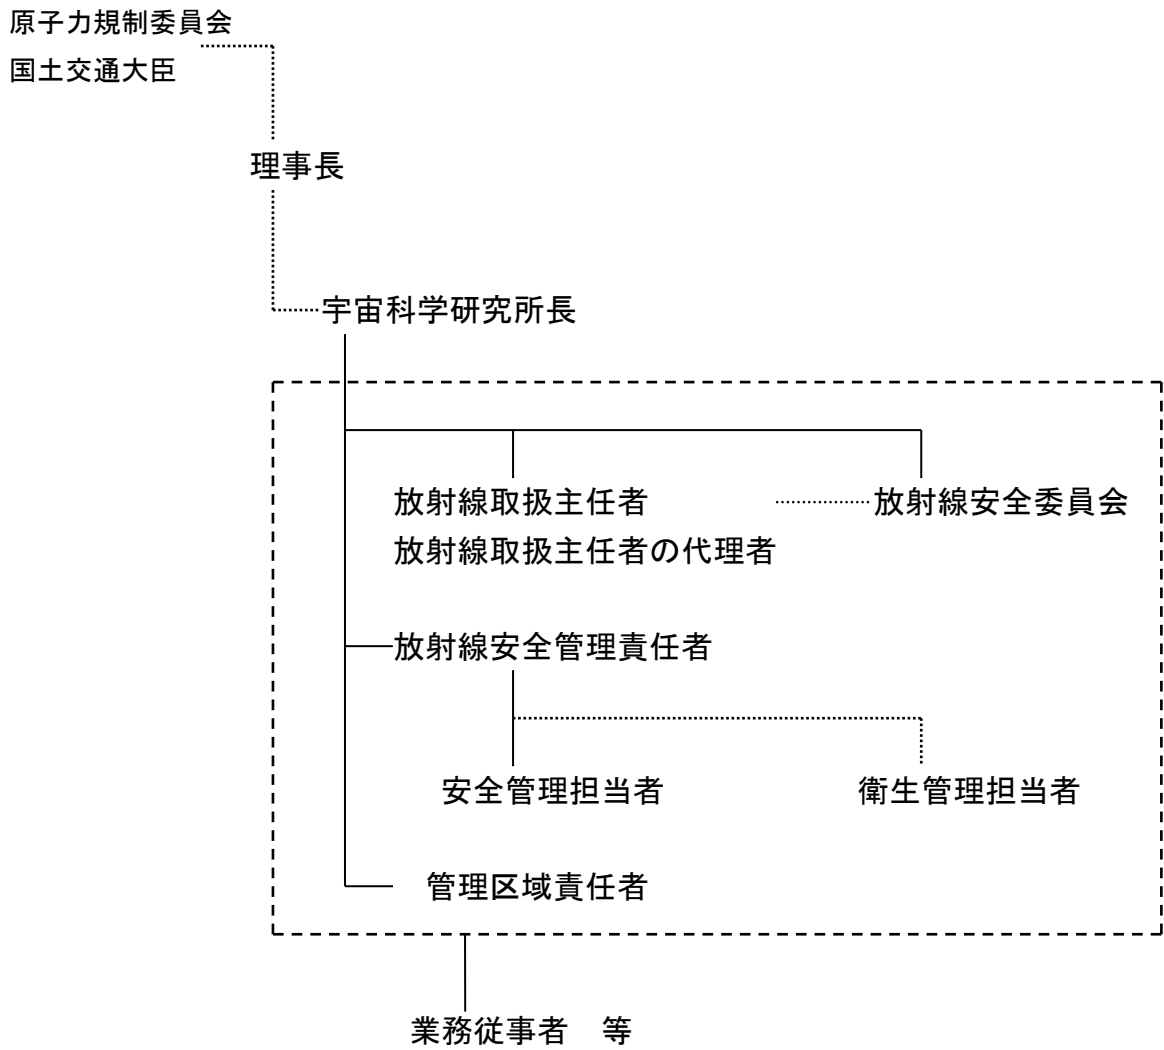 原子力規制委員会
国土交通大臣
理事長
宇宙科学研究所長
放射線取扱主任者
放射線安全委員会
放射線取扱主任者の代理者
放射線安全管理責任者
安全管理担当者
衛生管理担当者
管理区域責任者
業務従事者　等